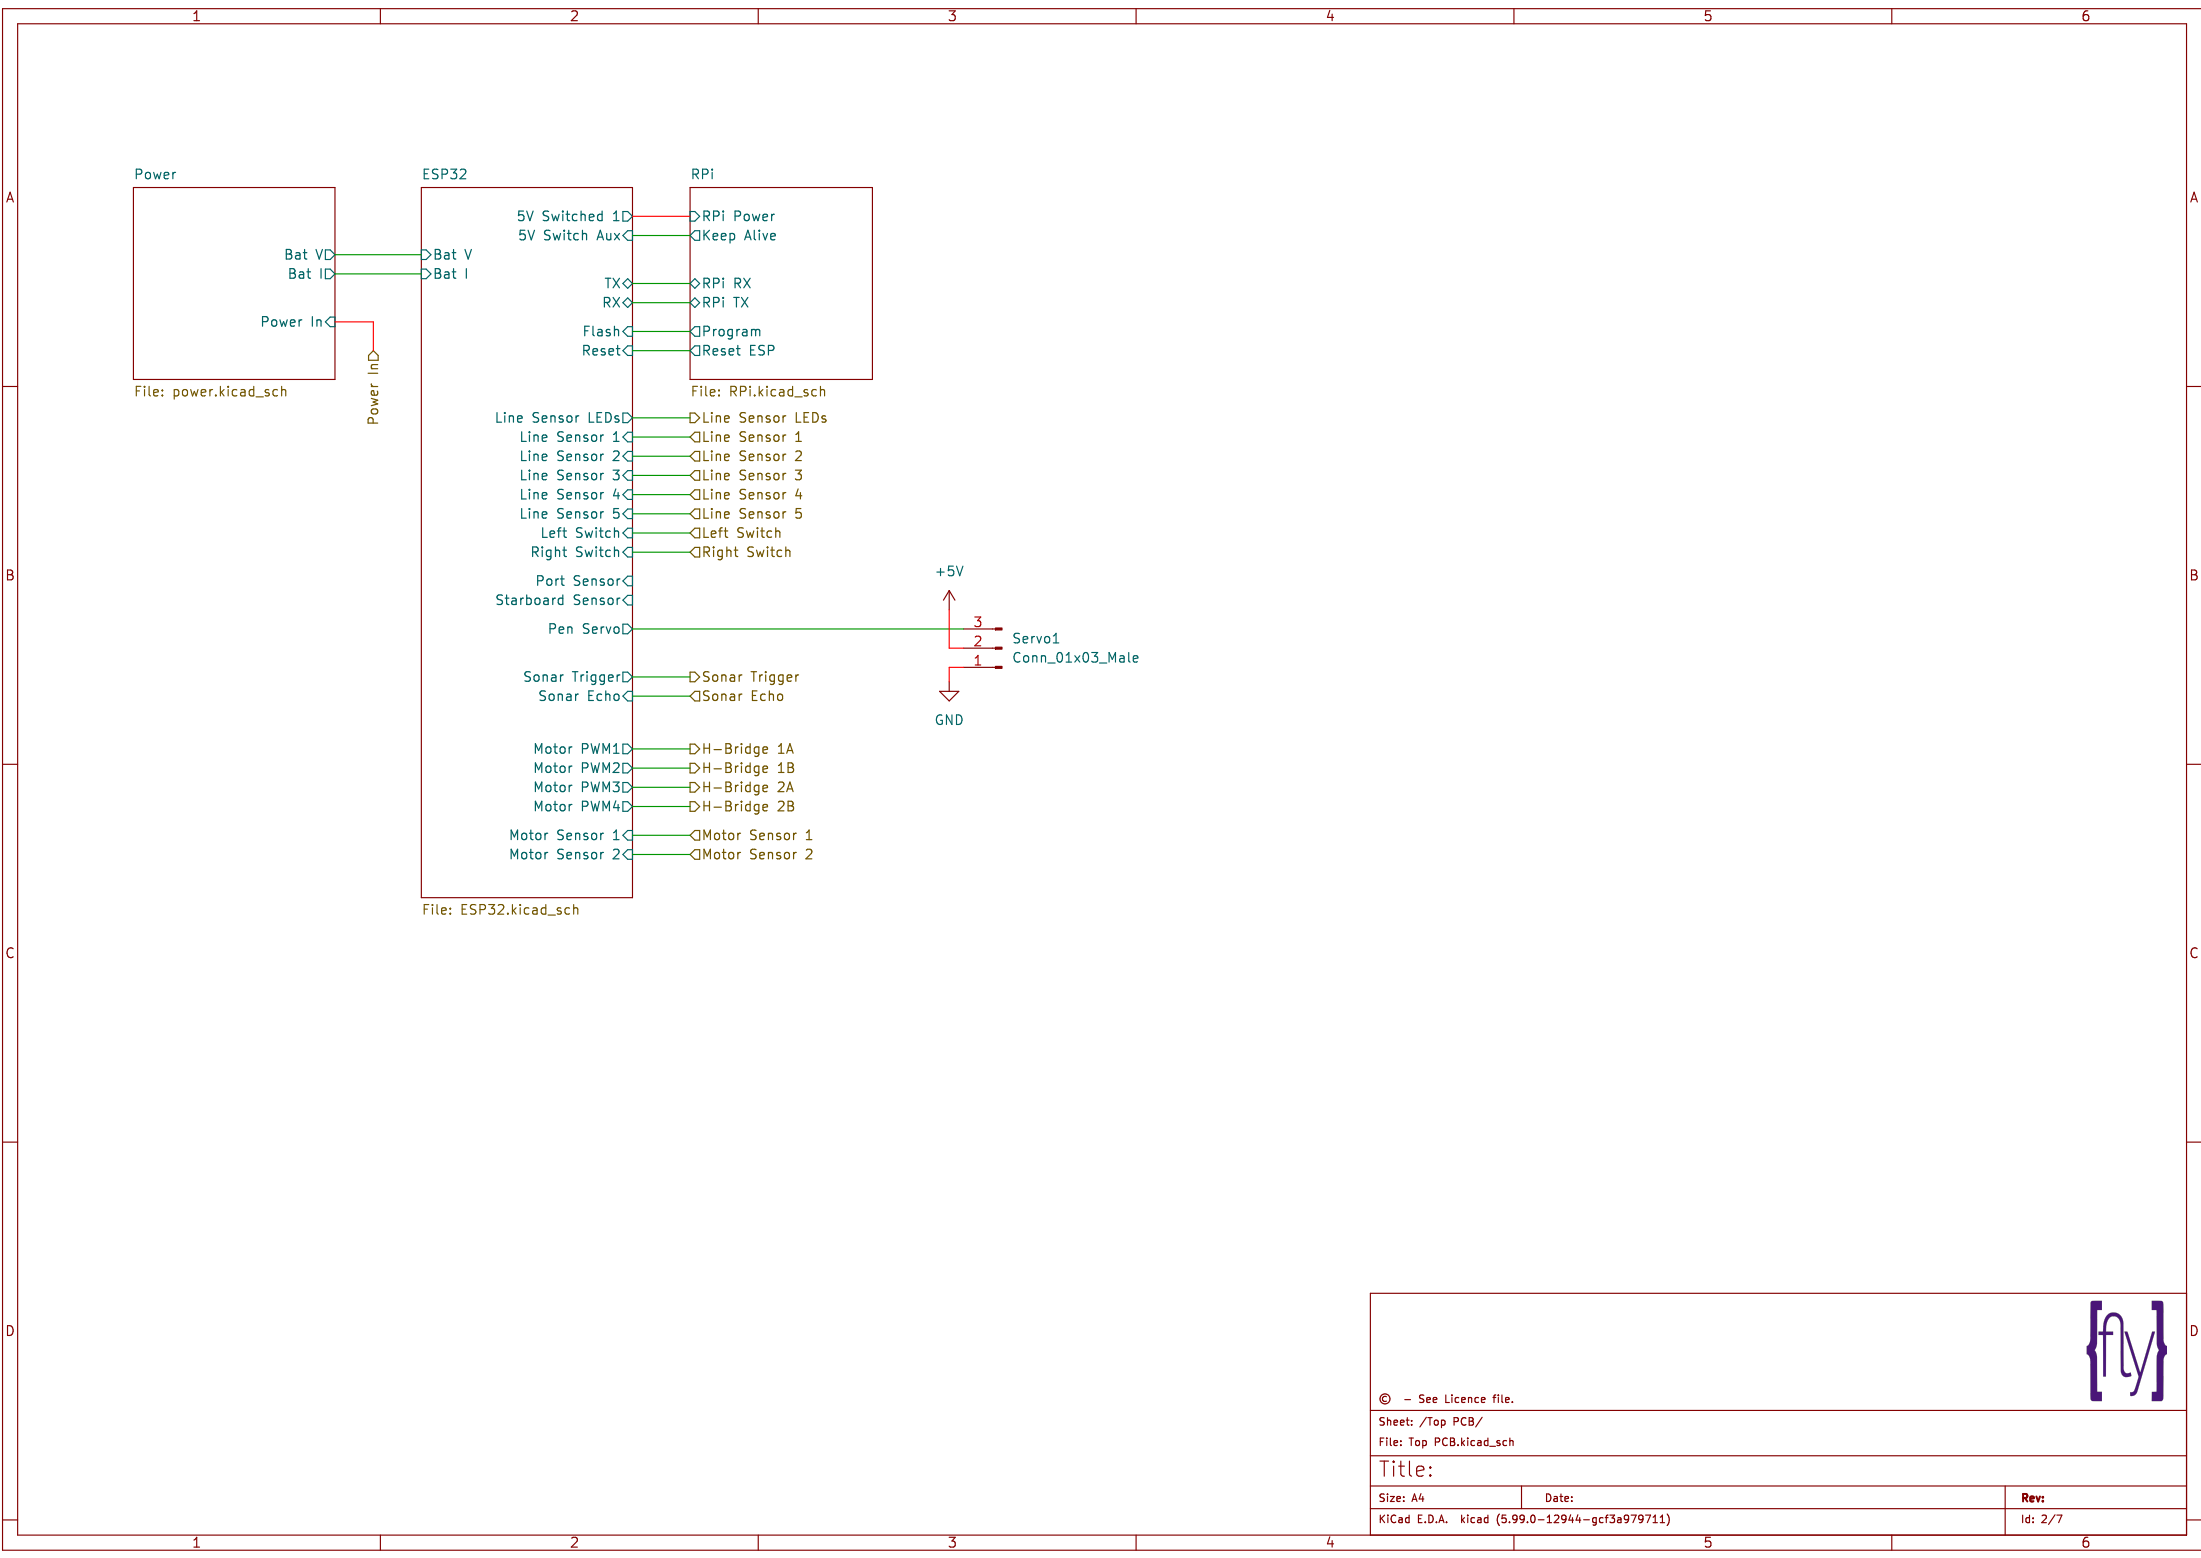 1 2 3 4 5 6
A A
B B
C C
D D
Power
Bat V
Bat I
Power In
File: power.kicad_sch
Power In
ESP32
Bat V
Bat I
5V Switched 1
5V Switch Aux
TX
RX
Flash
Reset
Line Sensor LEDs
Line Sensor 1
Line Sensor 2
Line Sensor 3
Line Sensor 4
Line Sensor 5
Left Switch
Right Switch
Port Sensor
Starboard Sensor
Pen Servo
Sonar Trigger
Sonar Echo
Motor PWM1
Motor PWM2
Motor PWM3
Motor PWM4
Motor Sensor 1
Motor Sensor 2
File: ESP32.kicad_sch
RPi
RPi Power
Keep Alive
RPi RX
RPi TX
Program
Reset ESP
File: RPi.kicad_sch
Line Sensor LEDs
Line Sensor 1
Line Sensor 2
Line Sensor 3
Line Sensor 4
Line Sensor 5
Left Switch
Right Switch
Sonar Trigger
Sonar Echo
H-Bridge 1A
H-Bridge 1B
H-Bridge 2A
H-Bridge 2B
Motor Sensor 1
Motor Sensor 2
+5V
3
2
1
Servo1
Conn_01x03_Male
GND
{fly}
© - See Licence file.
Sheet: /Top PCB/
File: Top PCB.kicad_sch
Title:
Size: A4 Date: Rev:
KiCad E.D.A. kicad (5.99.0-12944-gcf3a979711) Id: 2/7
1 2 3 4 5 6